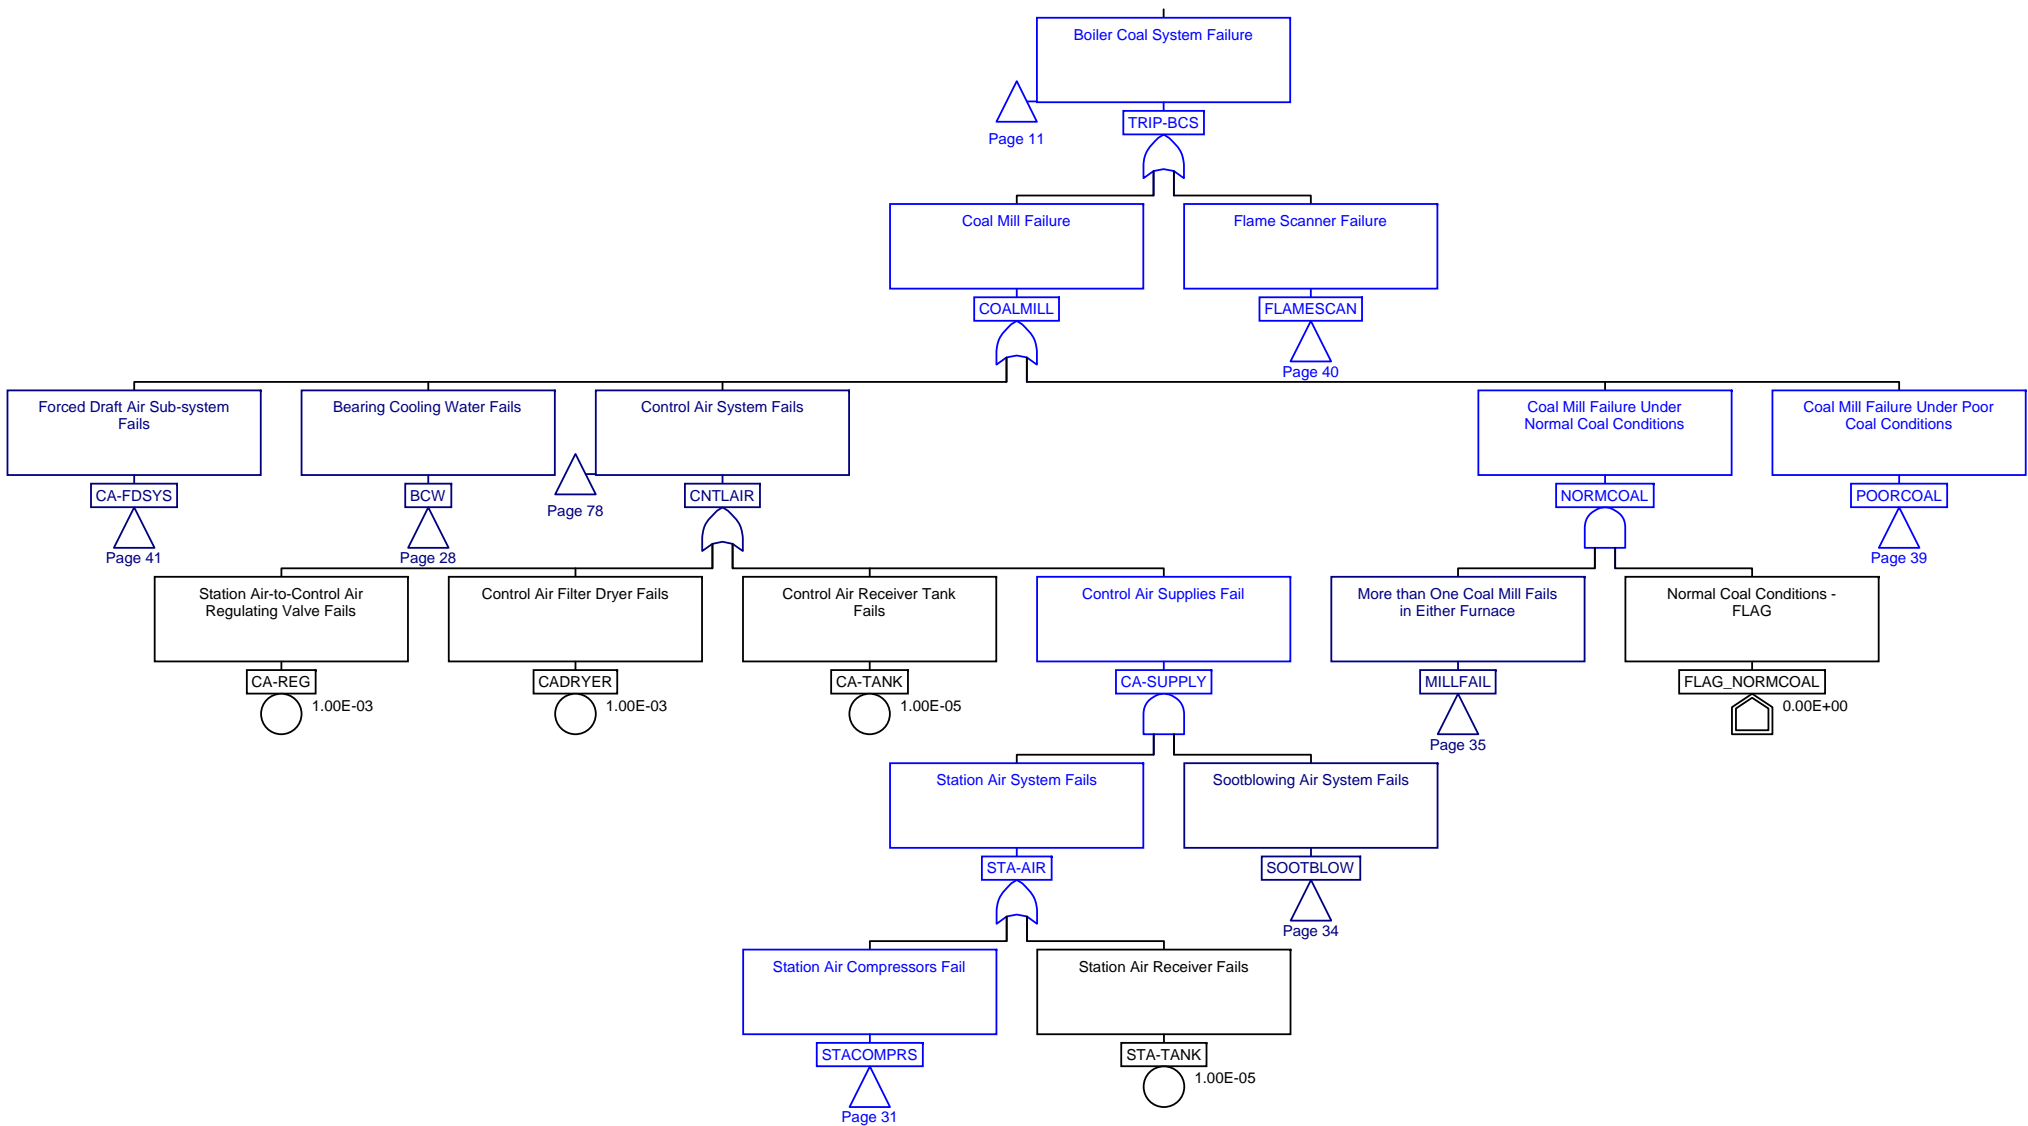 Boiler Coal System Failure
Page 11
TRIP-BCS
Coal Mill Failure
Flame Scanner Failure
COALMILL
FLAMESCAN
Page 40
Forced Draft Air Sub-system
Fails
Bearing Cooling Water Fails
Control Air System Fails
Coal Mill Failure Under
Normal Coal Conditions
Coal Mill Failure Under Poor
Coal Conditions
CA-FDSYS
BCW
Page 78
CNTLAIR
NORMCOAL
POORCOAL
Page 41
Page 28
Page 39
Station Air-to-Control Air
Regulating Valve Fails
Control Air Filter Dryer Fails
Control Air Receiver Tank
Fails
Control Air Supplies Fail
More than One Coal Mill Fails
in Either Furnace
Normal Coal Conditions -
FLAG
CA-REG
CADRYER
CA-TANK
CA-SUPPLY
MILLFAIL
FLAG_NORMCOAL
1.00E-03
1.00E-03
1.00E-05
0.00E+00
Page 35
Station Air System Fails
Sootblowing Air System Fails
STA-AIR
SOOTBLOW
Page 34
Station Air Compressors Fail
Station Air Receiver Fails
STACOMPRS
STA-TANK
1.00E-05
Page 31